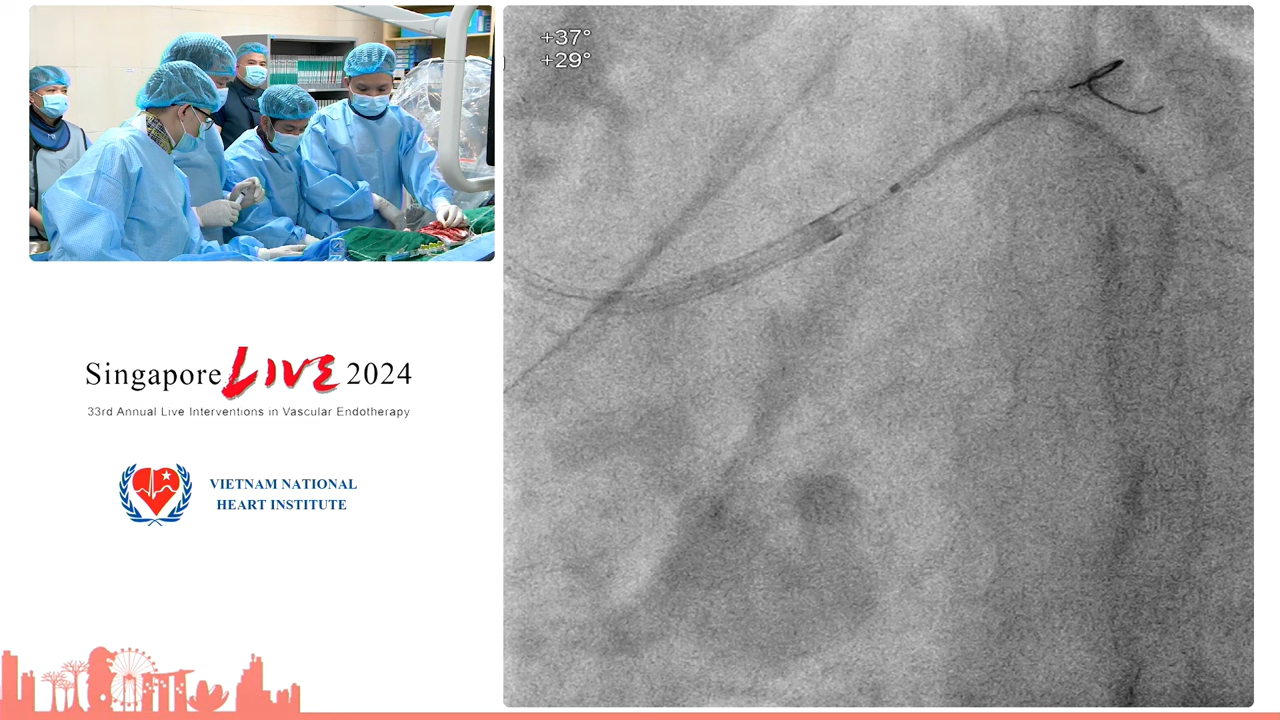 +37°
+29°
Singapore LIVE 2024
33rd Annual Live Interventions in Vascular Endotherapy
VIETNAM NATIONAL
HEART INSTITUTE